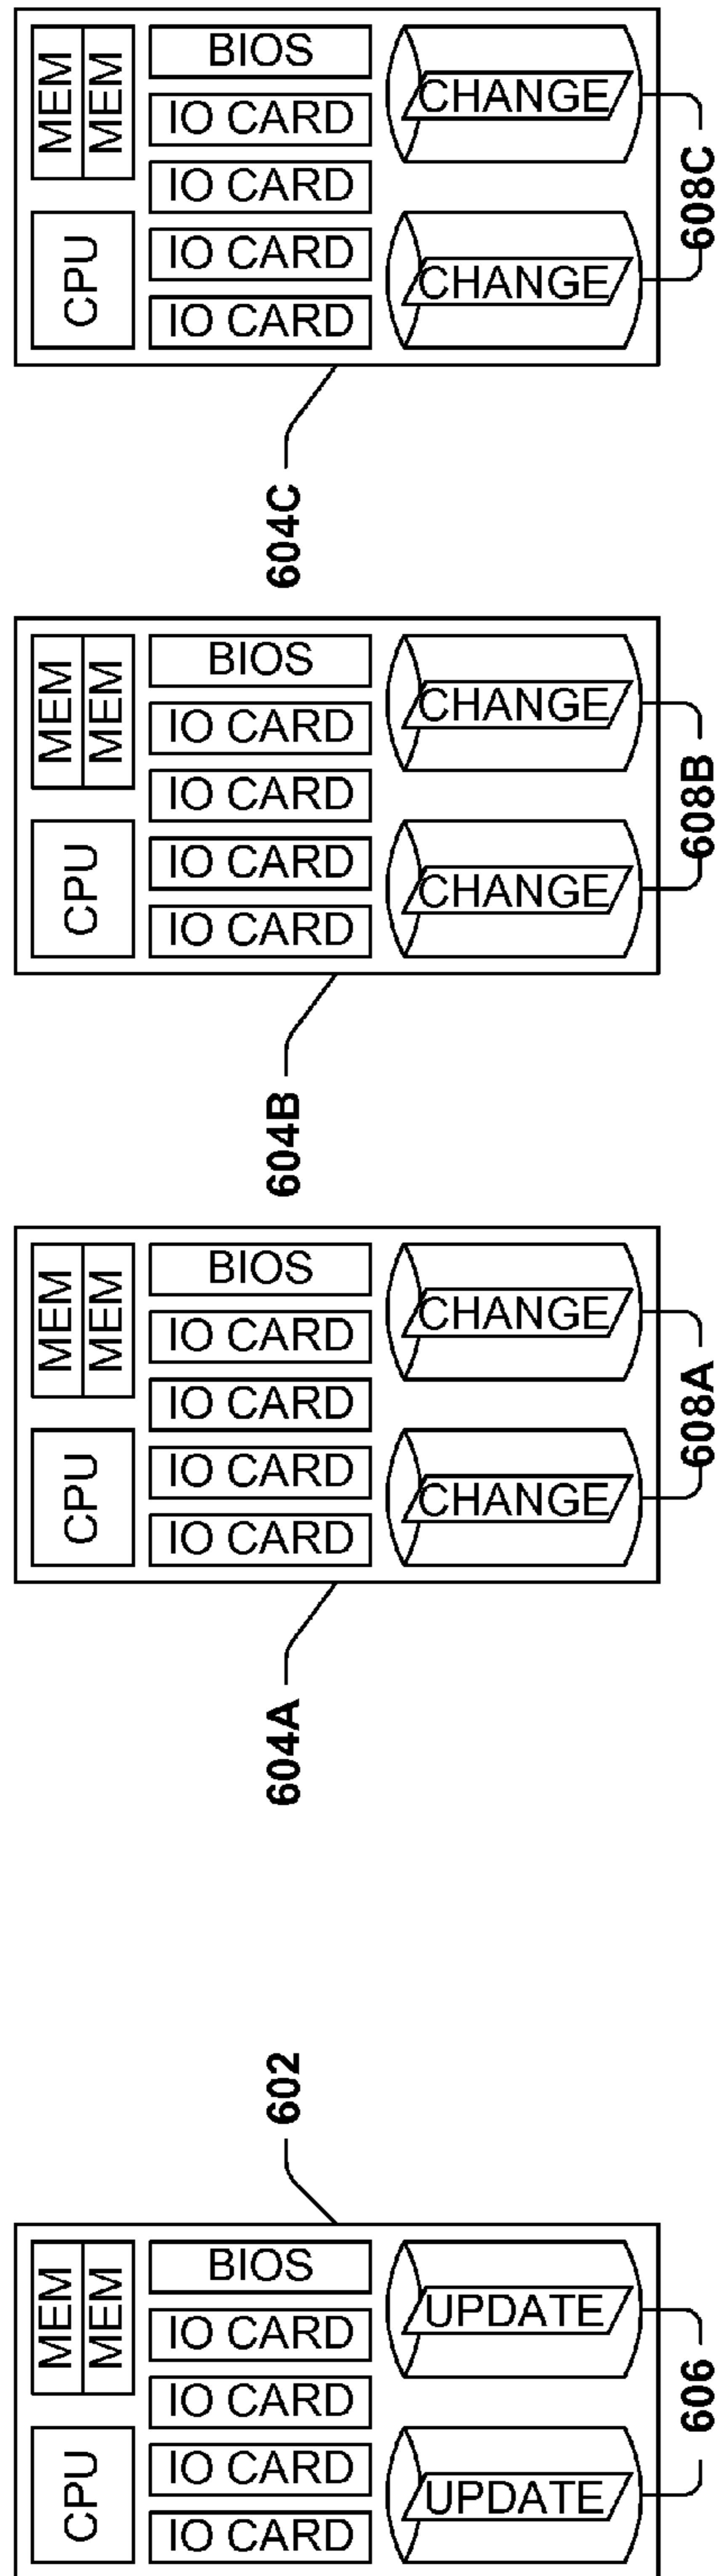 MEM
MEM
BIOS
IO CARD
IO CARD
IO CARD
IO CARD
CPU
CHANGE
CHANGE
608C
604C
MEM
MEM
BIOS
IO CARD
IO CARD
IO CARD
IO CARD
CPU
CHANGE
CHANGE
608B
604B
MEM
MEM
BIOS
IO CARD
IO CARD
IO CARD
IO CARD
CPU
CHANGE
CHANGE
608A
604A
602
MEM
MEM
BIOS
IO CARD
IO CARD
IO CARD
IO CARD
CPU
UPDATE
UPDATE
606